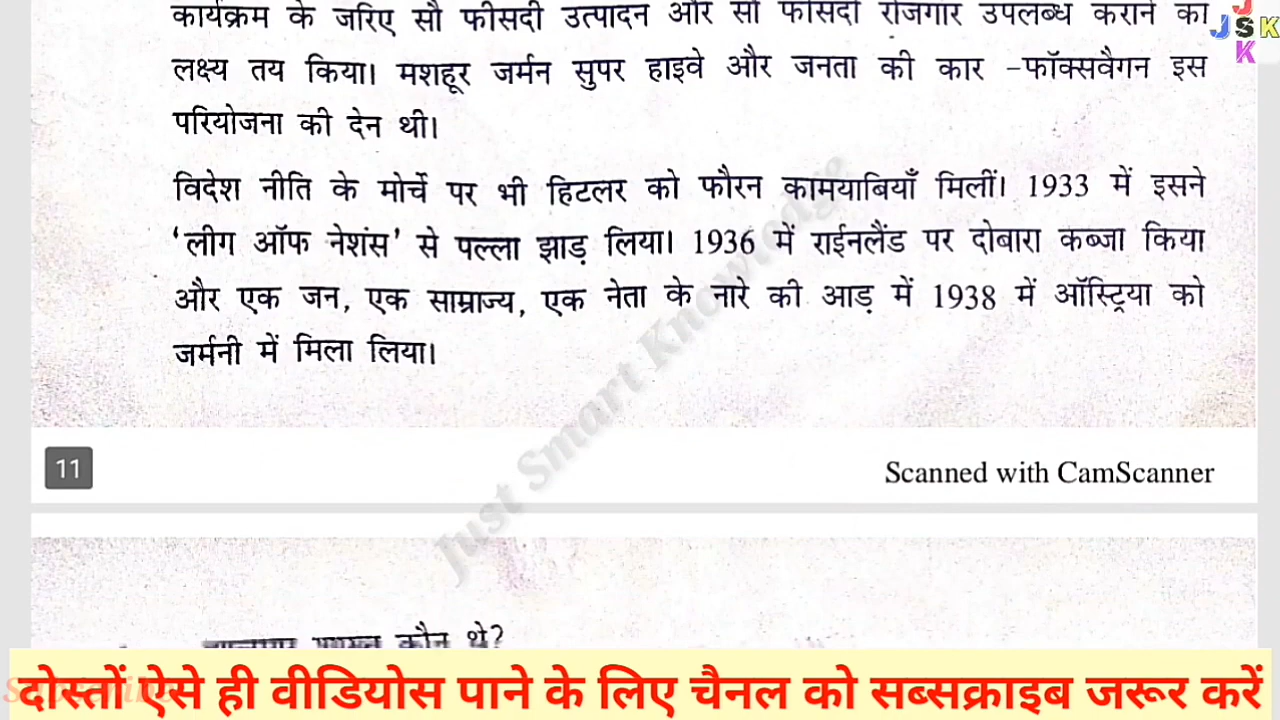 कार्यक्रम के जरिए सौ फीसदी उत्पादन और सौ फीसदी रोजगार उपलब्ध कराने का
लक्ष्य तय किया। मशहूर जर्मन सुपर हाइवे और जनता की कार -फॉक्सवैगन इस
परियोजना की देन थी।
विदेश नीति के मोर्चे पर भी हिटलर को फौरन कामयाबियाँ मिलीं। 1933 में इसने
‘लीग ऑफ नेशंस’ से पल्ला झाड़ लिया। 1936 में राईनलैंड पर दोबारा कब्जा किया
और एक जन, एक साम्राज्य, एक नेता के नारे की आड़ में 1938 में ऑस्ट्रिया को
जर्मनी में मिला लिया।
J
J S K
K
Just Smart Knowledge
11
Scanned with CamScanner
कौन थे?
दोस्तों ऐसे ही वीडियोस पाने के लिए चैनल को सब्सक्राइब जरूर करें